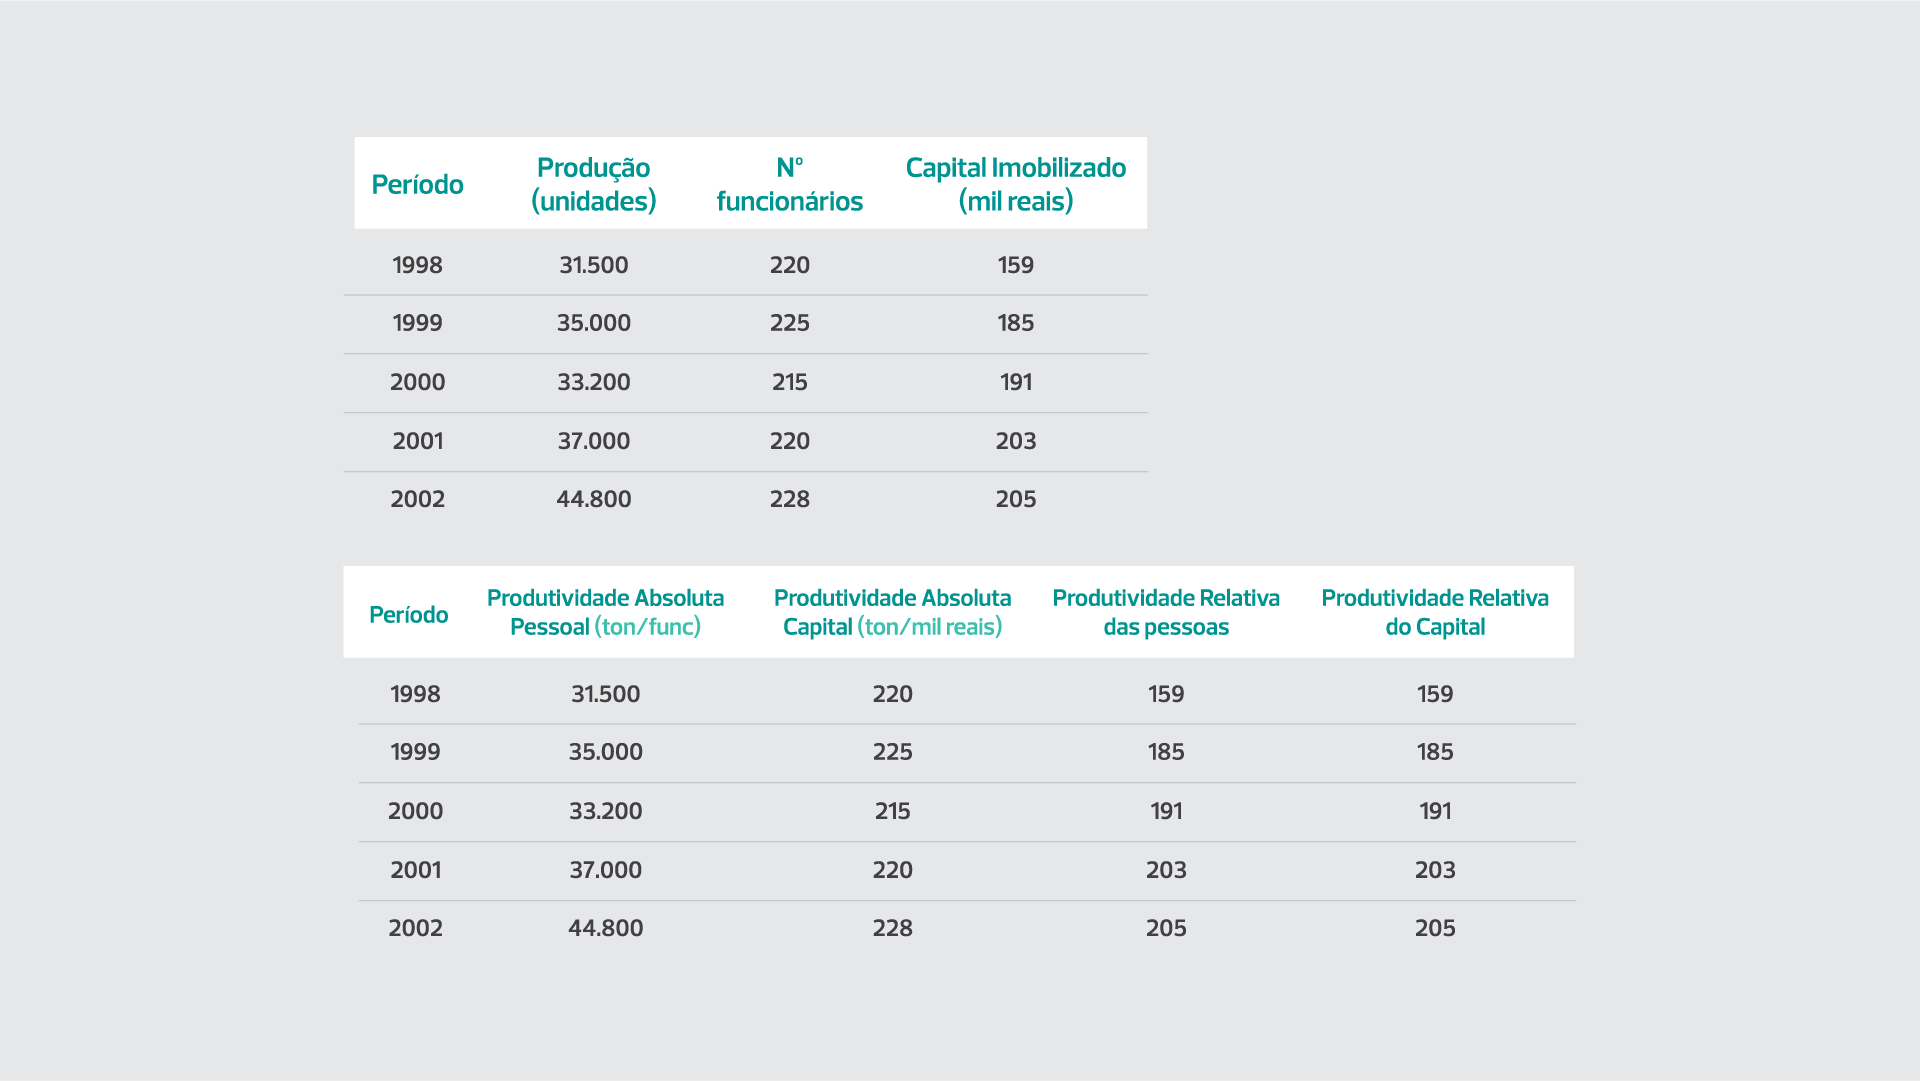 Período Produção (unidades) N° funcionários Capital Imobilizado (mil reais)
1998 31.500 220 159
1999 35.000 225 185
2000 33.200 215 191
2001 37.000 220 203
2002 44.800 228 205
Período Produtividade Absoluta Pessoal (ton/func) Produtividade Absoluta Capital (ton/mil reais) Produtividade Relativa das pessoas Produtividade Relativa do Capital
1998 31.500 220 159 159
1999 35.000 225 185 185
2000 33.200 215 191 191
2001 37.000 220 203 203
2002 44.800 228 205 205